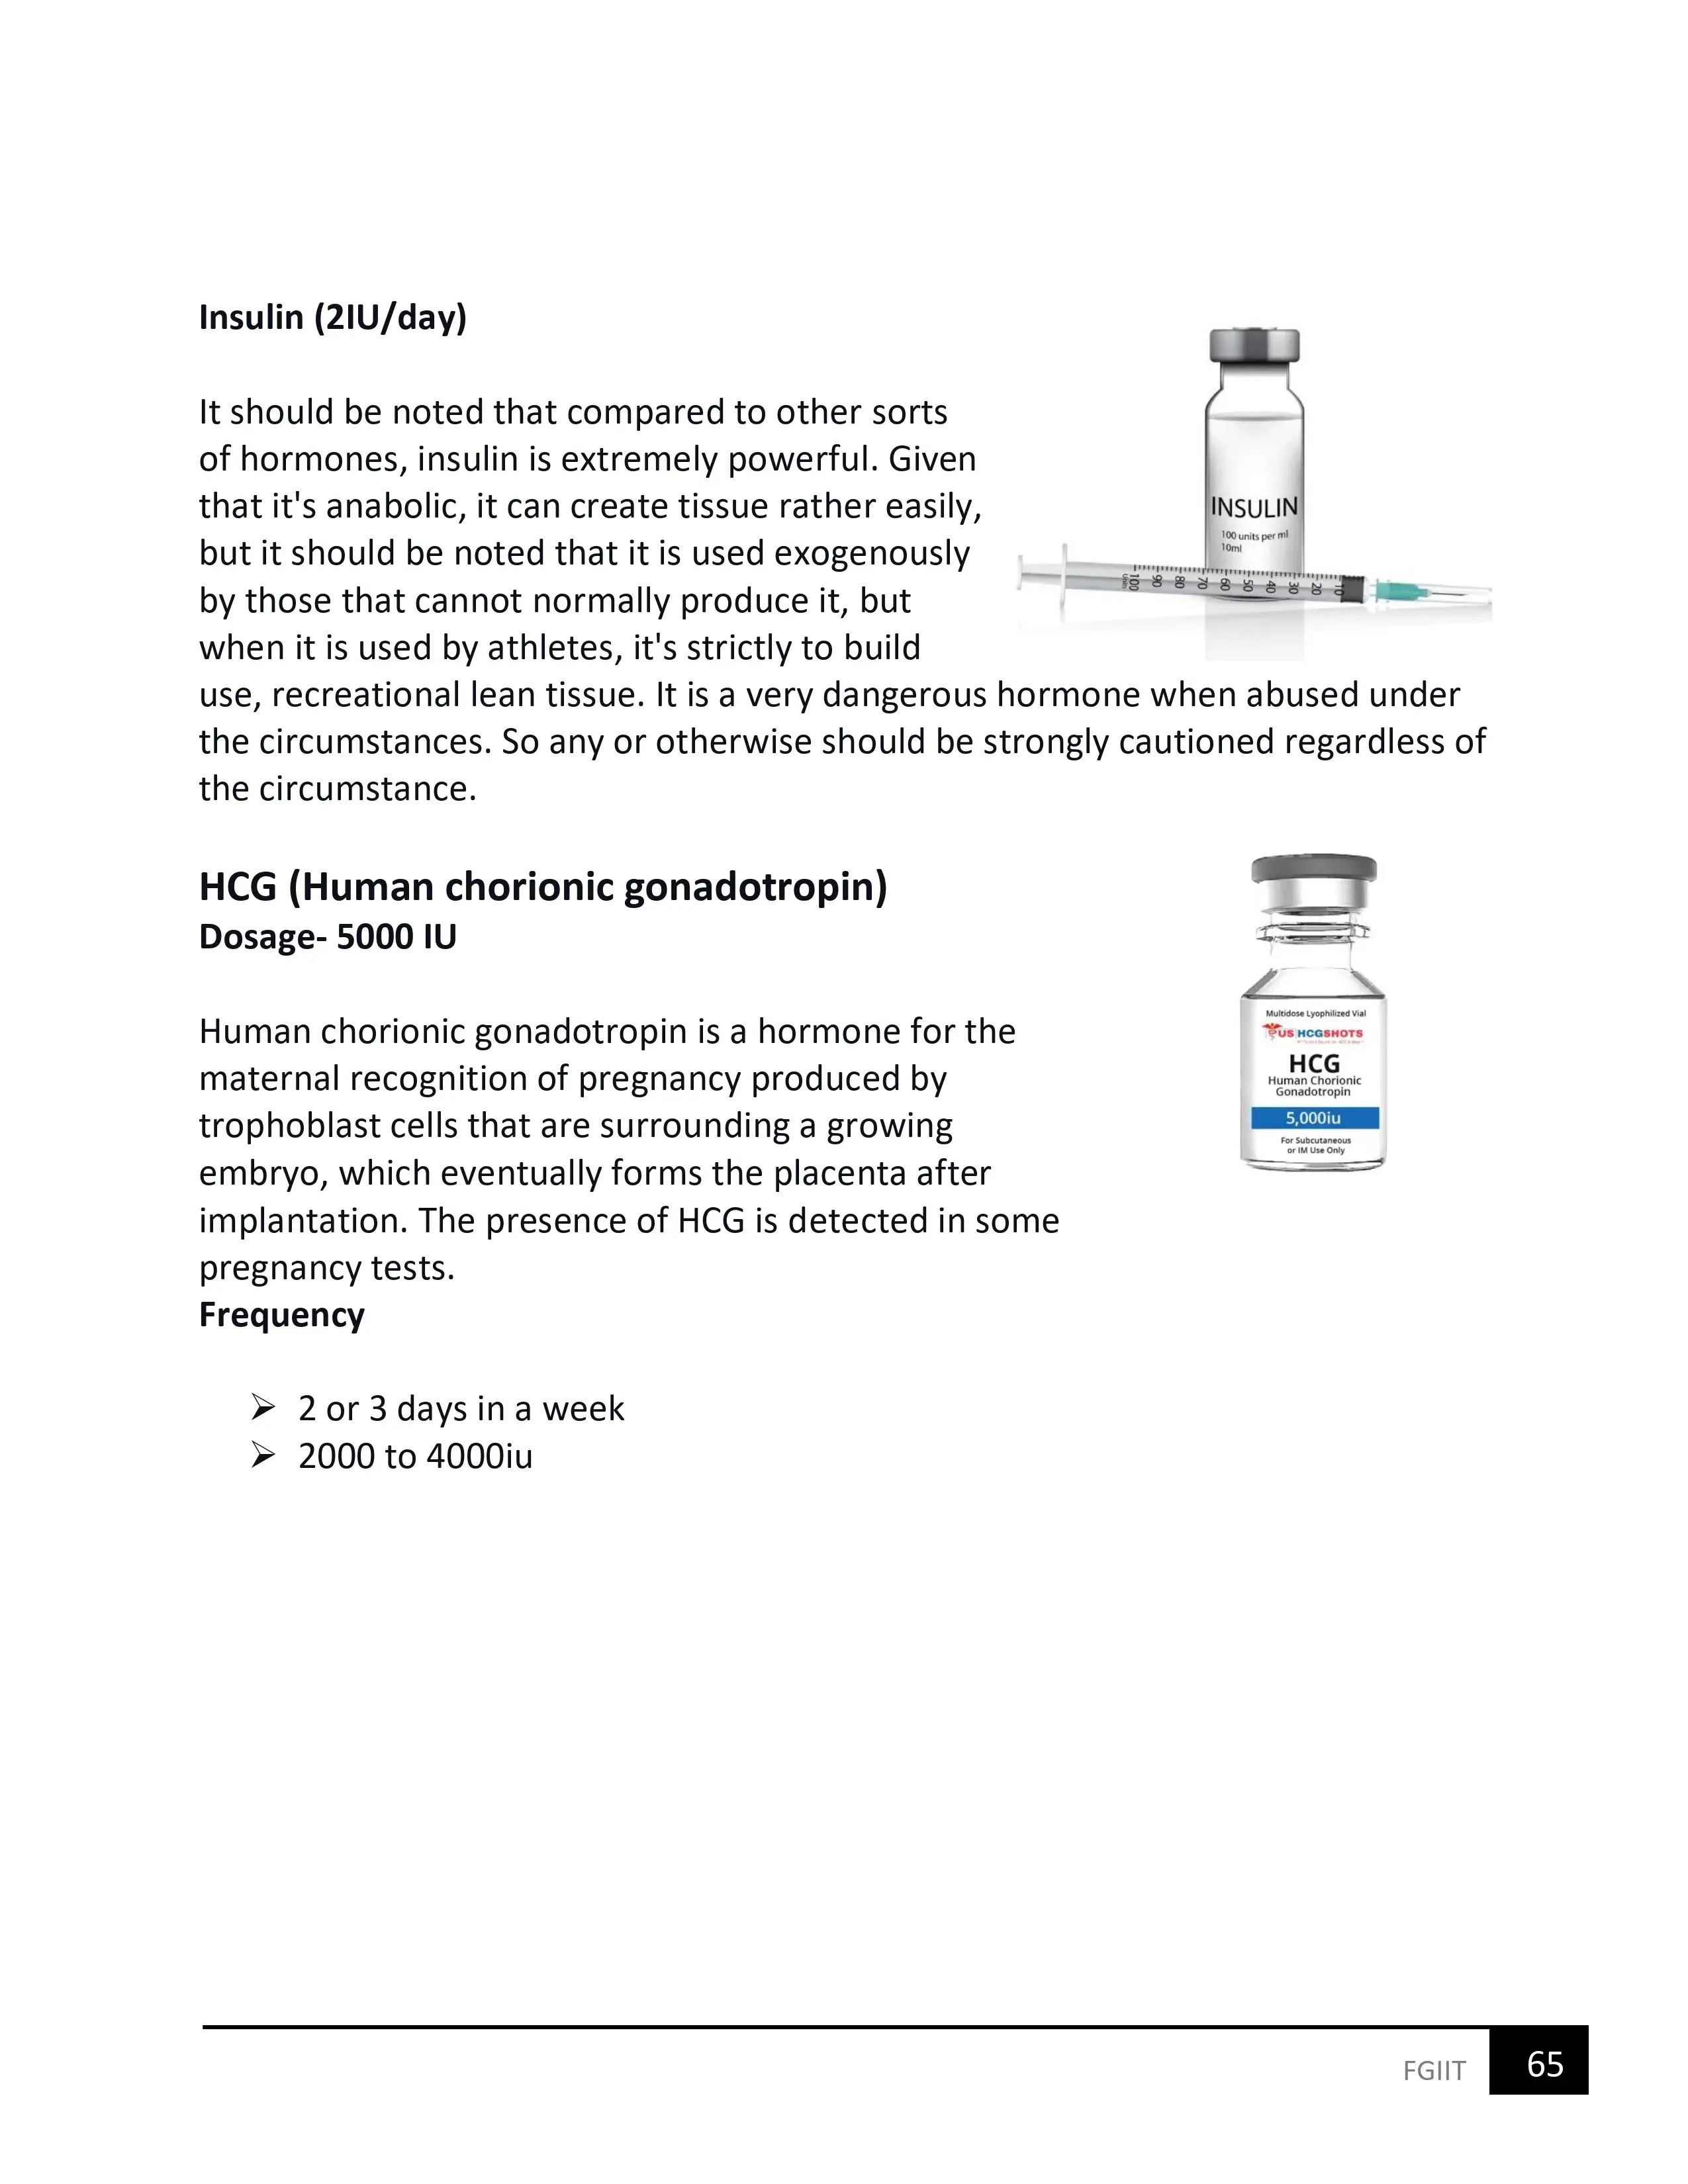 Insulin (2IU/day)
It should be noted that compared to other sorts
of hormones, insulin is extremely powerful. Given
that it's anabolic, it can create tissue rather easily,
but it should be noted that it is used exogenously
by those that cannot normally produce it, but
when it is used by athletes, it's strictly to build
use, recreational lean tissue. It is a very dangerous hormone when abused under
the circumstances. So any or otherwise should be strongly cautioned regardless of
the circumstance.
INSULIN
100 units per ml
10ml
100 90 80 70 60 50 40 30 20 10
Units
HCG (Human chorionic gonadotropin)
Dosage- 5000 IU
Human chorionic gonadotropin is a hormone for the
maternal recognition of pregnancy produced by
trophoblast cells that are surrounding a growing
embryo, which eventually forms the placenta after
implantation. The presence of HCG is detected in some
pregnancy tests.
Multidose Lyophilized Vial
US HCGSHOTS
HCG
Human Chorionic
Gonadotropin
5,000iu
For Subcutaneous
or IM Use Only
Frequency
➢ 2 or 3 days in a week
➢ 2000 to 4000iu
FGIIT
65